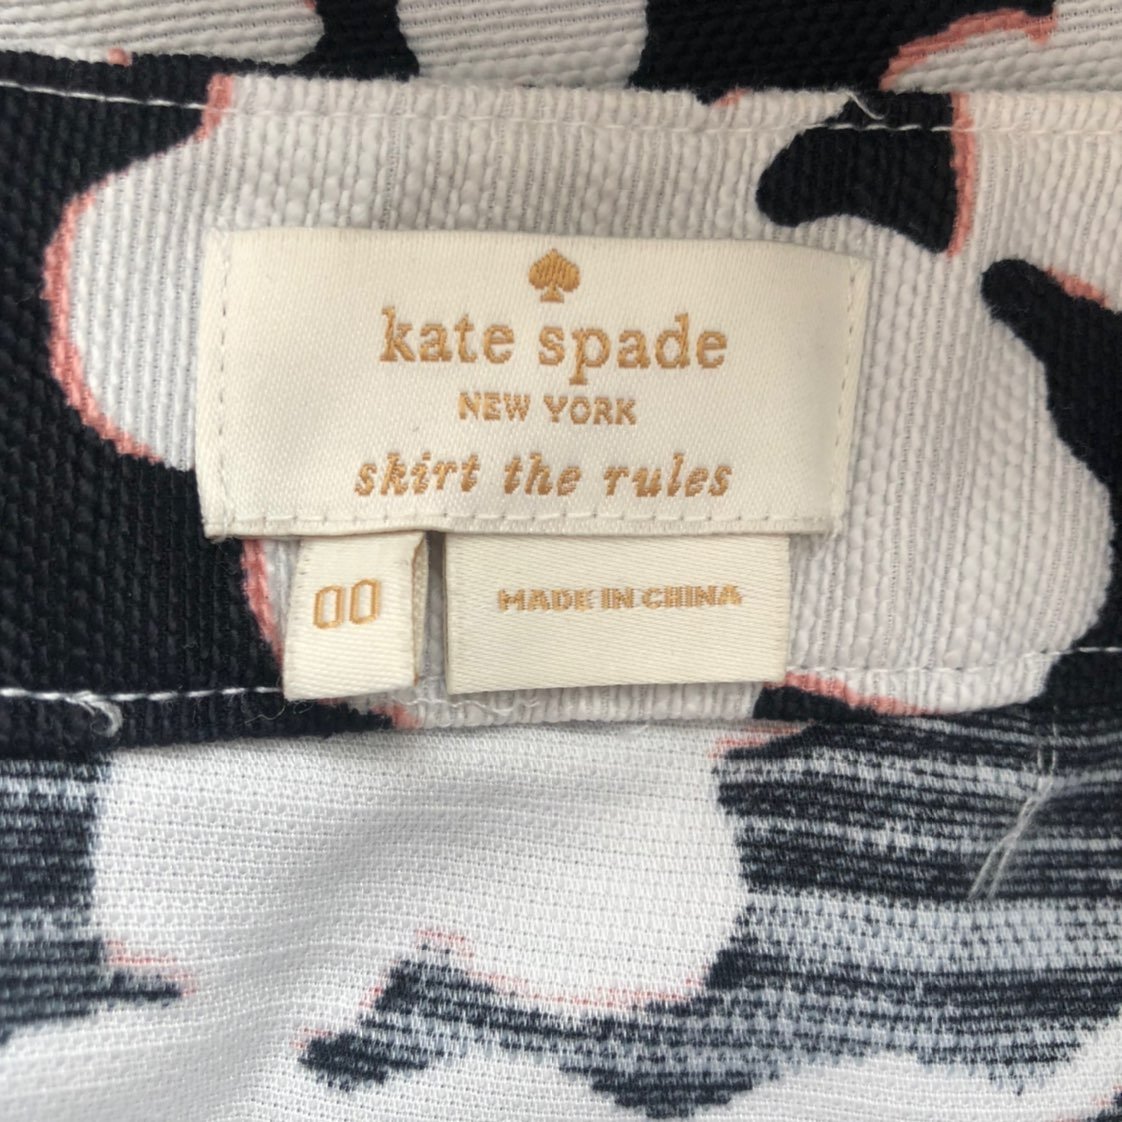 kate spade
NEW YORK
skirt the rules
00
MADE IN CHINA